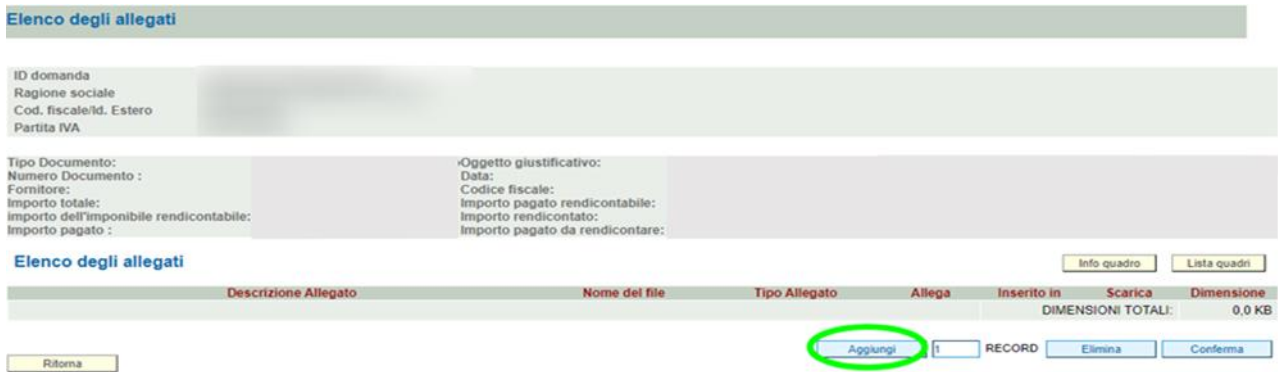 Elenco degli allegati
ID domanda
Ragione sociale
Cod. fiscale/Id. Estero
Partita IVA
Tipo Documento: Oggetto giustificativo:
Numero Documento : Data:
Fornitore: Codice fiscale:
Importo totale: Importo pagato rendicontabile:
importo dell'imponibile rendicontabile: Importo rendicontato:
Importo pagato : Importo pagato da rendicontare:
Elenco degli allegati Info quadro Lista quadri
Descrizione Allegato Nome del file Tipo Allegato Allega Inserito in Scarica Dimensione
DIMENSIONI TOTALI: 0,0 KB
Aggiungi 1 RECORD Elimina Conferma
Ritorna